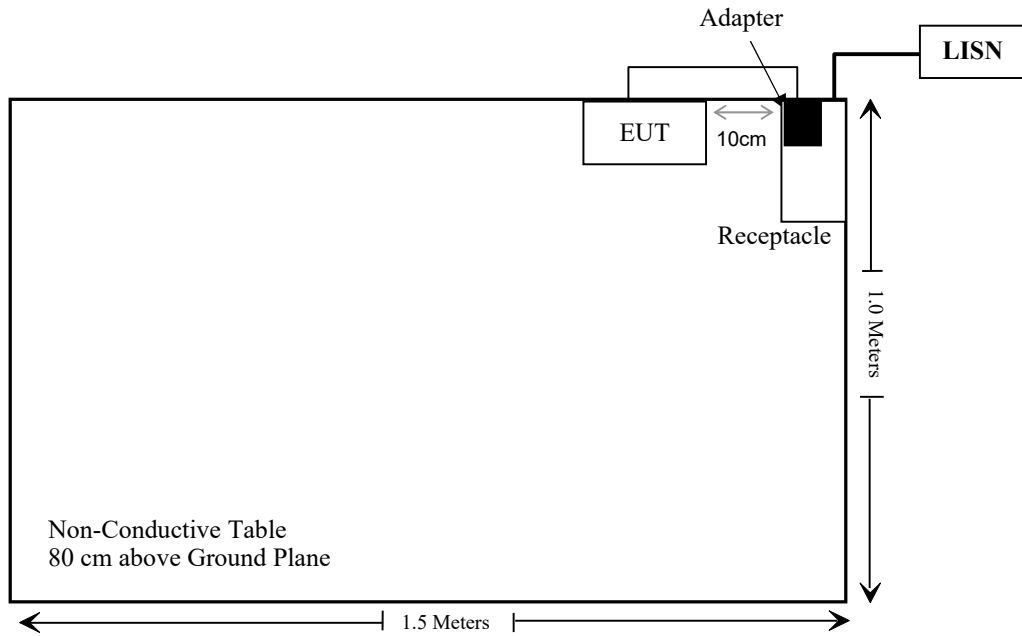 Adapter
LISN
EUT
10cm
Receptacle
1.0 Meters
Non-Conductive Table
80 cm above Ground Plane
1.5 Meters